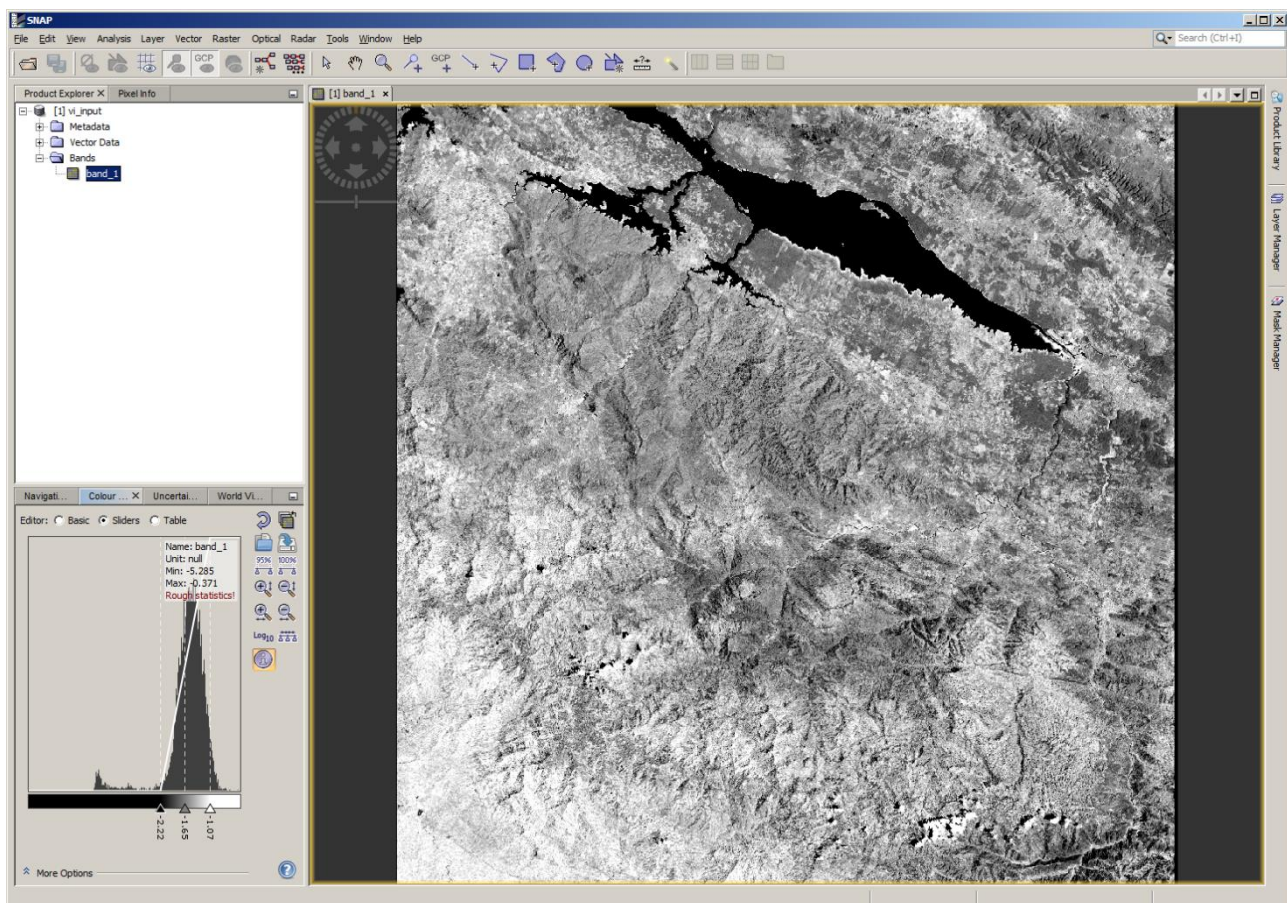 SNAP
File Edit View Analysis Layer Vector Raster Optical Radar Tools Window Help
Search (Ctrl+I)
GCP GCP
Product Explorer X Pixel Info
[1] band_1 x
[1] vi_input
Metadata
Vector Data
Bands
band_1
Product Library
Layer Manager
Mask Manager
Navigati... Colour ... X Uncertai... World Vi...
Editor: Basic Sliders Table
Name: band_1
Unit: null
Min: -5.285
Max: -0.371
Rough statistics!
95% 100%
Log10
-2.22 -1.65 -1.07
More Options